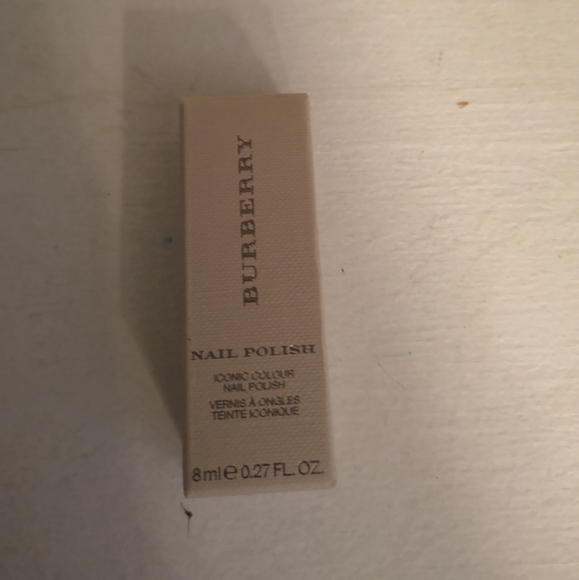 BURBERRY
NAIL POLISH
ICONIC COLOUR
NAIL POLISH
VERNIS À ONGLES
TEINTE ICONIQUE
8ml e 0.27 FL. OZ.